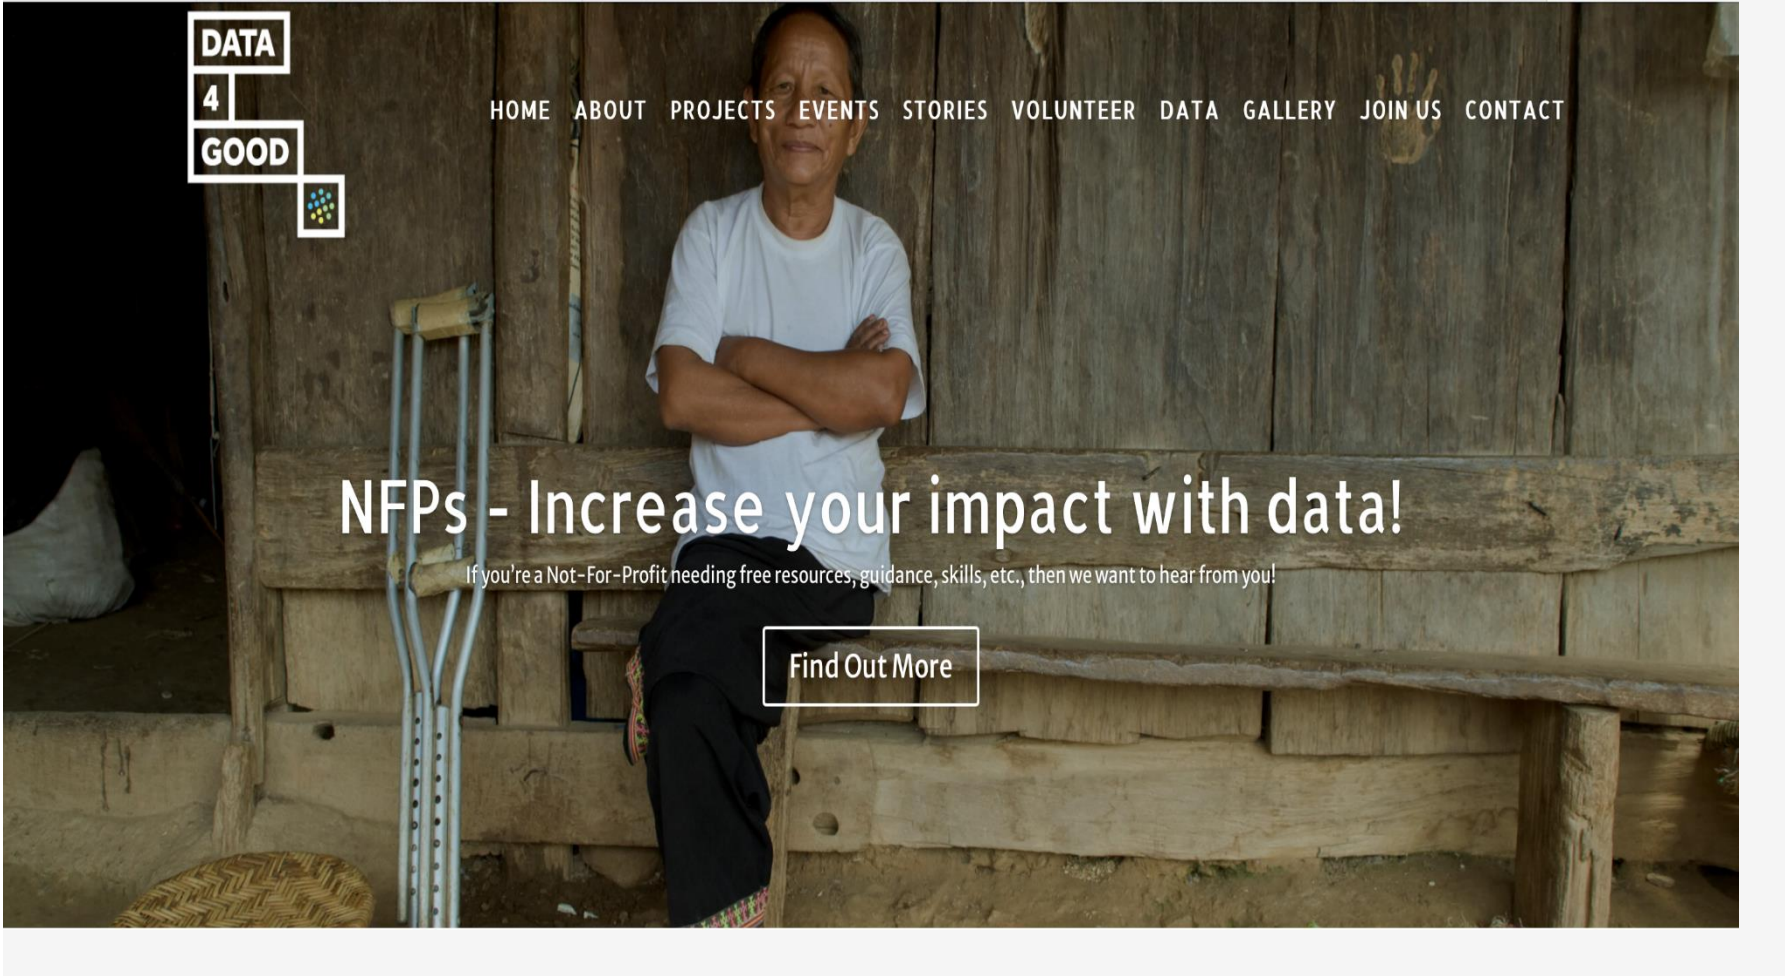 DATA
4
GOOD
HOME ABOUT PROJECTS EVENTS STORIES VOLUNTEER DATA GALLERY JOIN US CONTACT
NFPs - Increase your impact with data!
If you're a Not-For-Profit needing free resources, guidance, skills, etc., then we want to hear from you!
Find Out More